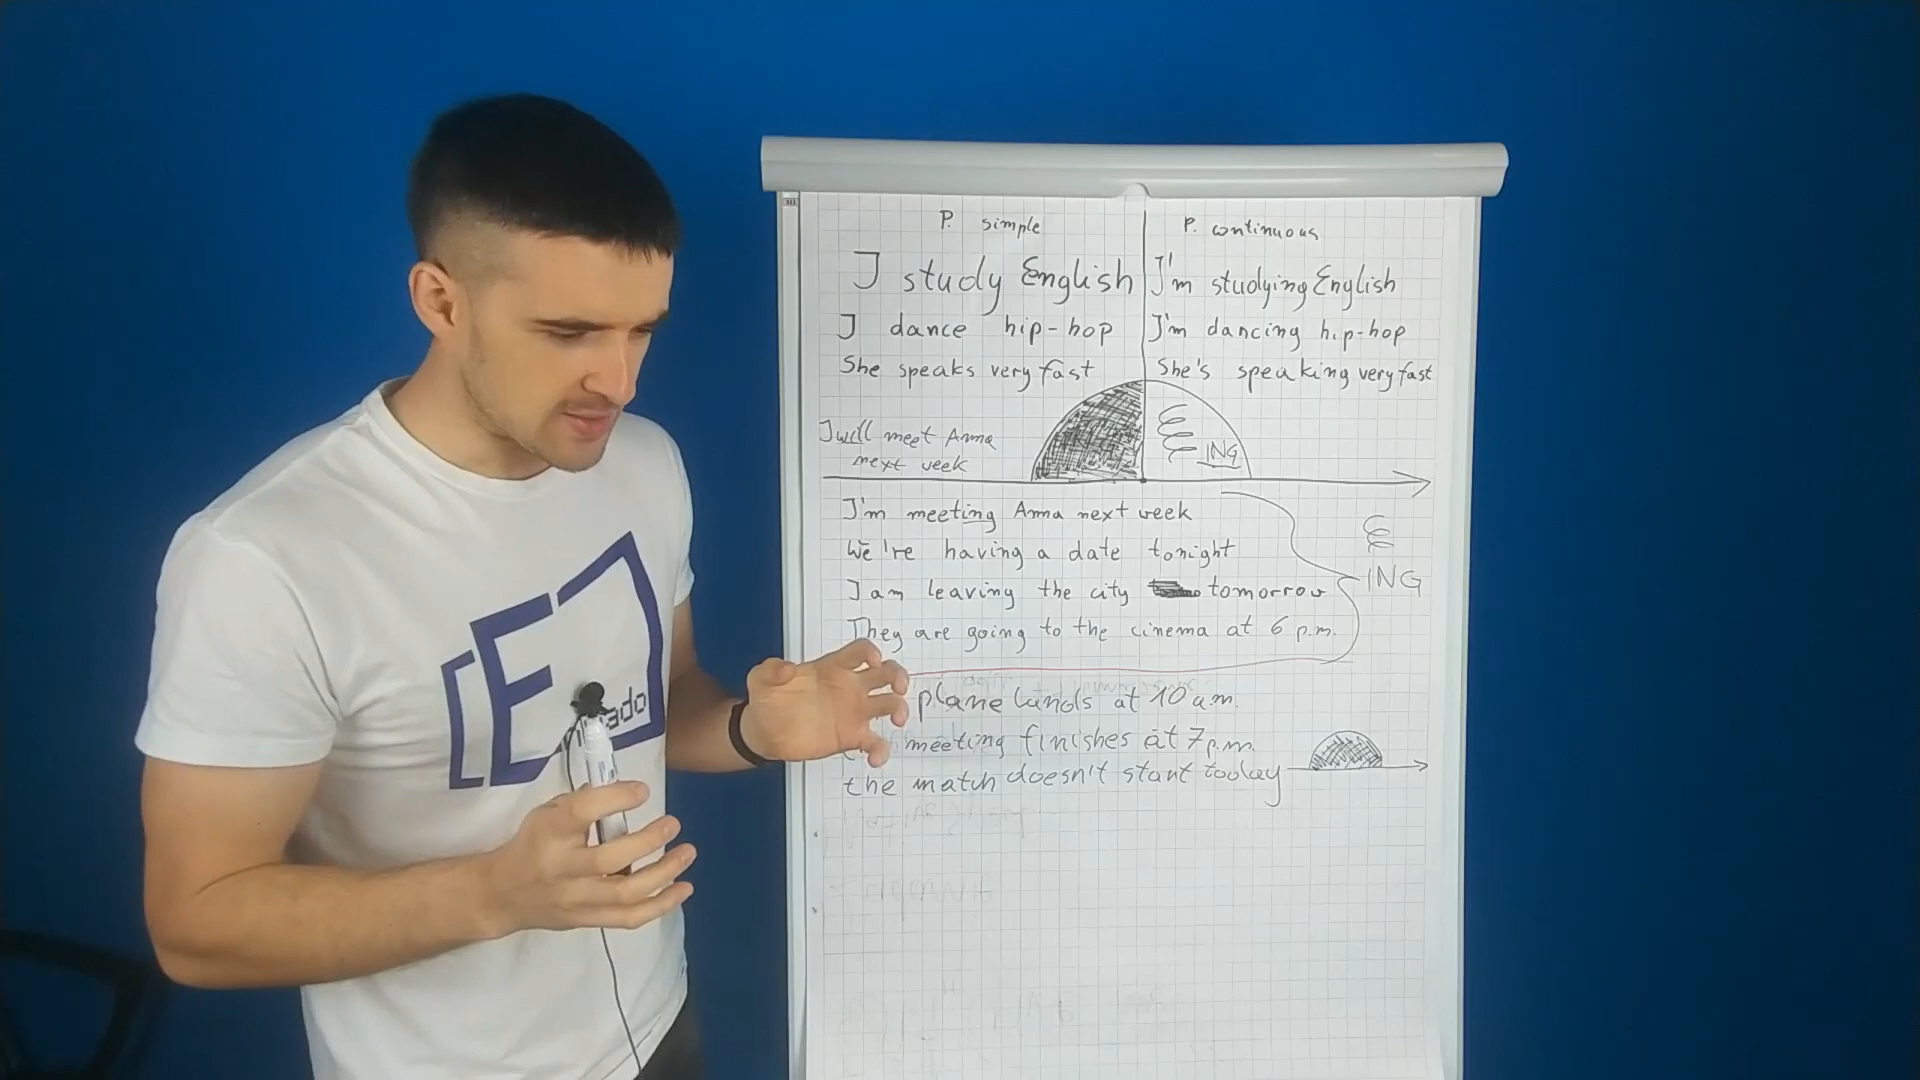 P. simple
P. continuous
I study English
I'm studying English
I dance hip-hop
I'm dancing hip-hop
She speaks very fast
She's speaking very fast
I will meet Anna
next week
ING
I'm meeting Anna next week
We're having a date tonight
I am leaving the city tomorrow
ING
They are going to the cinema at 6 p.m.
plane lands at 10 a.m.
meeting finishes at 7 p.m.
the match doesn't start today
E
ado